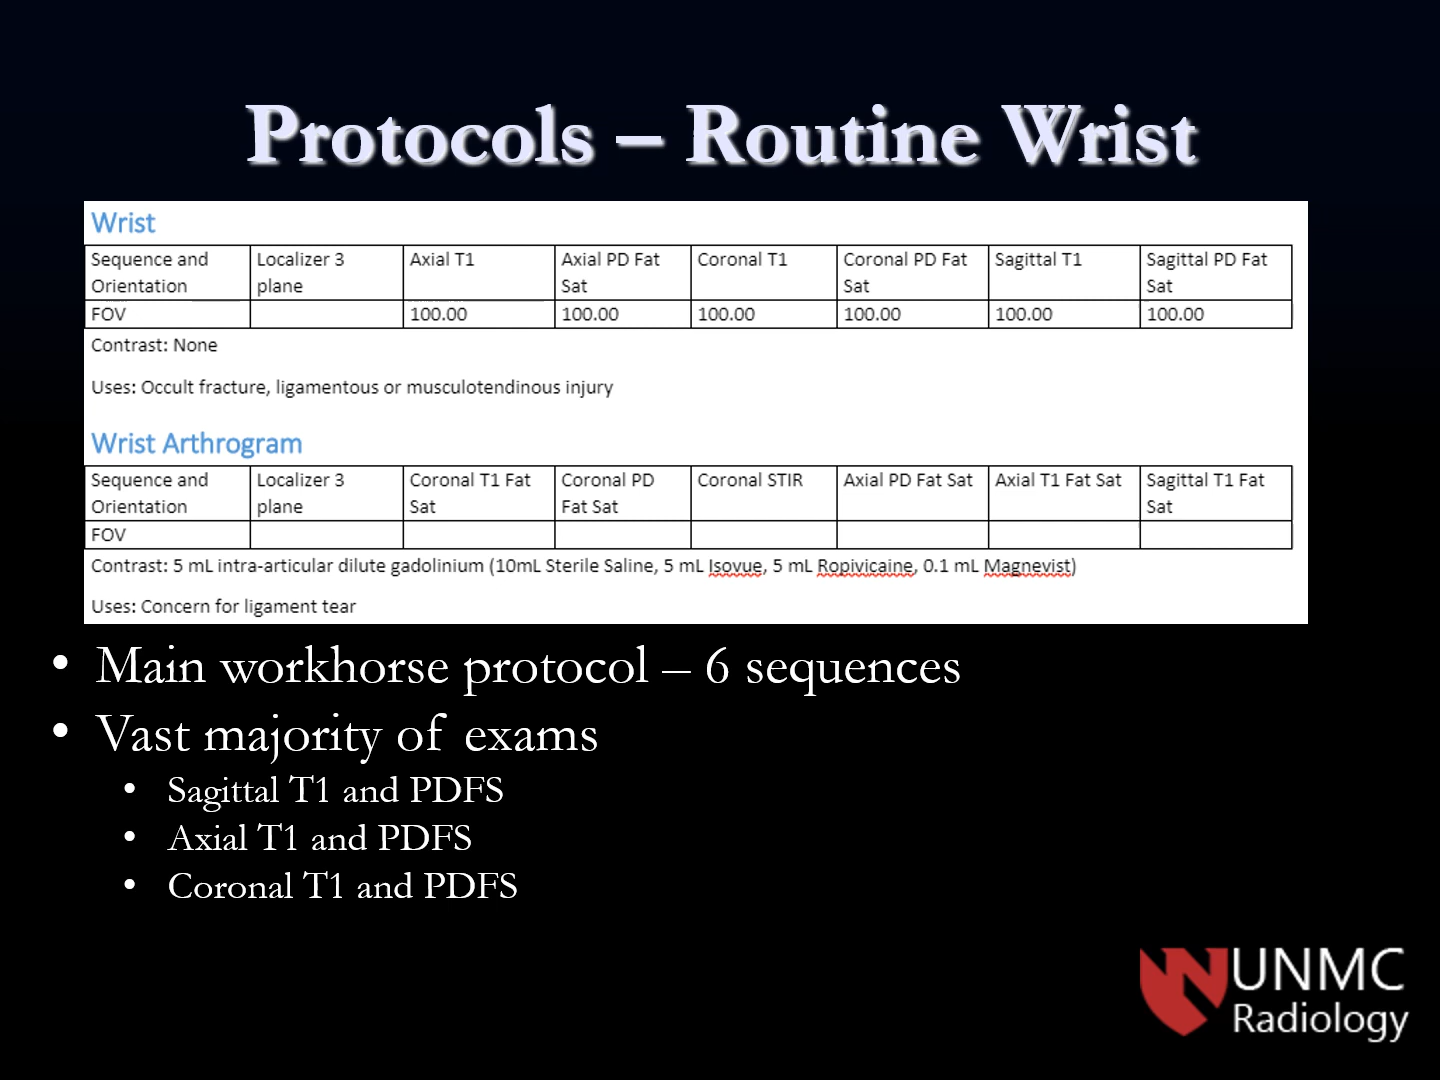 Protocols – Routine Wrist
Wrist
Sequence and Orientation | Localizer 3 plane | Axial T1 | Axial PD Fat Sat | Coronal T1 | Coronal PD Fat Sat | Sagittal T1 | Sagittal PD Fat Sat
FOV | | 100.00 | 100.00 | 100.00 | 100.00 | 100.00 | 100.00
Contrast: None
Uses: Occult fracture, ligamentous or musculotendinous injury
Wrist Arthrogram
Sequence and Orientation | Localizer 3 plane | Coronal T1 Fat Sat | Coronal PD Fat Sat | Coronal STIR | Axial PD Fat Sat | Axial T1 Fat Sat | Sagittal T1 Fat Sat
FOV
Contrast: 5 mL intra-articular dilute gadolinium (10mL Sterile Saline, 5 mL Isovue, 5 mL Ropivicaine, 0.1 mL Magnevist)
Uses: Concern for ligament tear
• Main workhorse protocol – 6 sequences
• Vast majority of exams
• Sagittal T1 and PDFS
• Axial T1 and PDFS
• Coronal T1 and PDFS
UNMC
Radiology